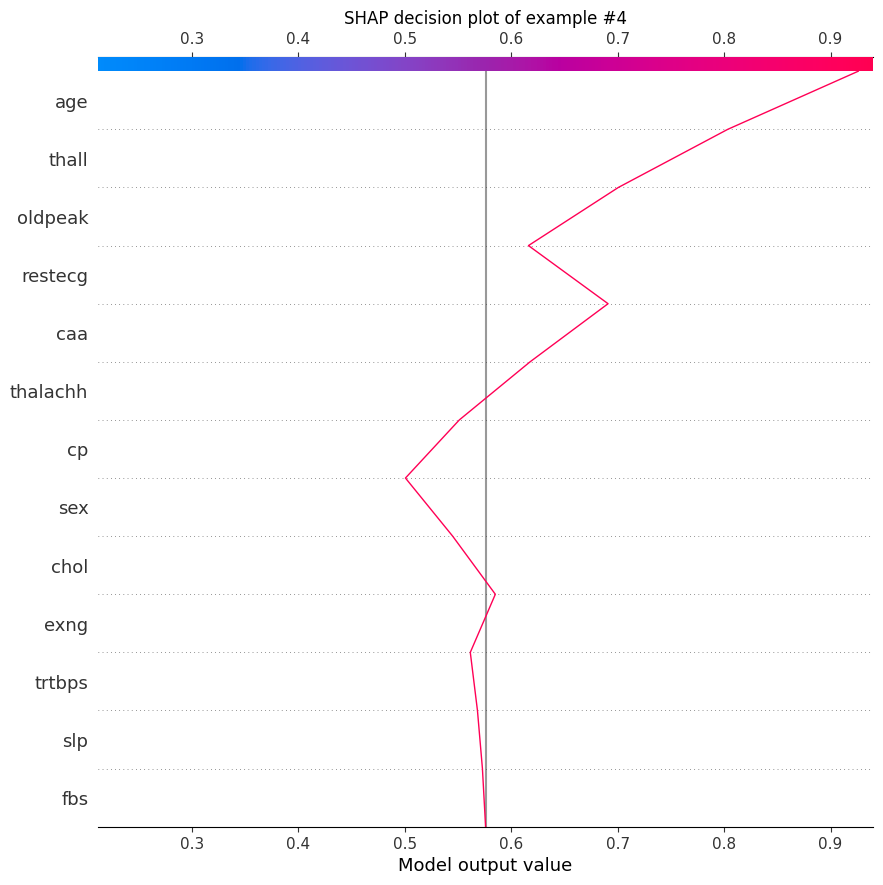 SHAP decision plot of example #4
0.3 0.4 0.5 0.6 0.7 0.8 0.9
age
thall
oldpeak
restecg
caa
thalachh
cp
sex
chol
exng
trtbps
slp
fbs
0.3 0.4 0.5 0.6 0.7 0.8 0.9
Model output value